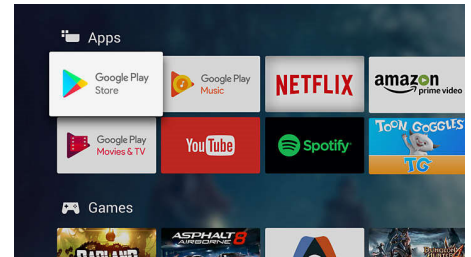 Apps
Google Play
Store
Google Play
Music
NETFLIX
amazon
prime video
Google Play
Movies & TV
YouTube
Spotify
TOON GOGGLES
TG
Games
BADLAND
ASPHALT 8
AIRBORNE